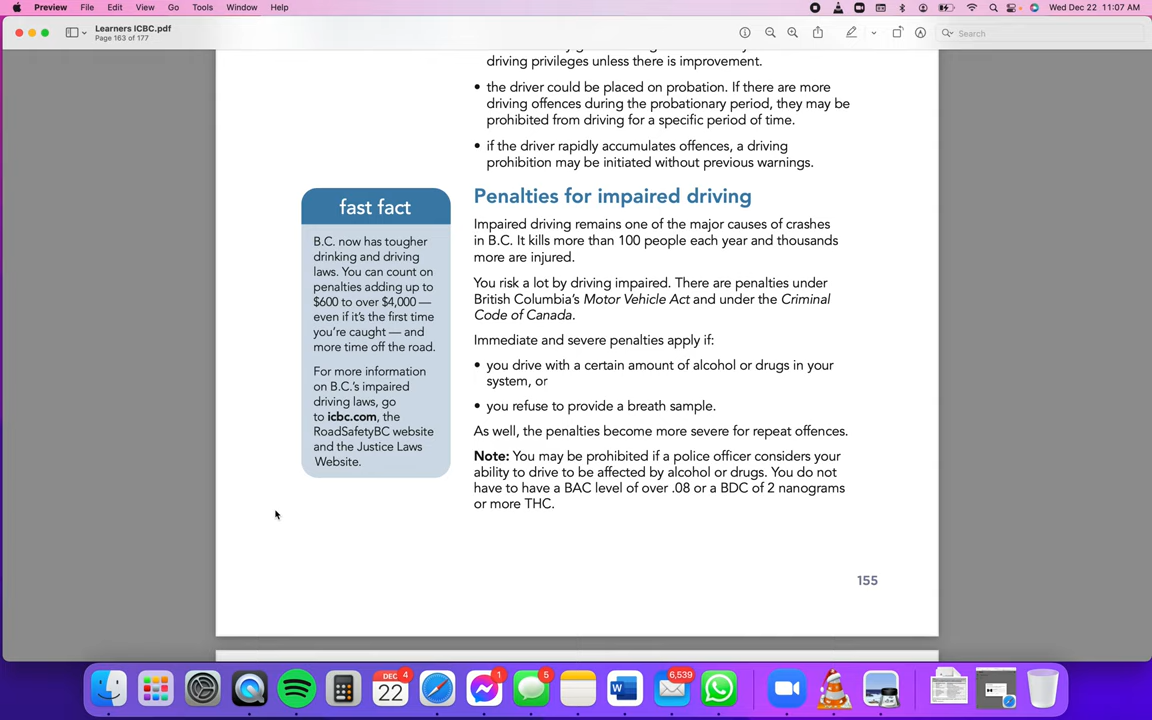 Preview File Edit View Go Tools Window Help
Wed Dec 22 11:07 AM
Learners ICBC.pdf
Page 163 of 177
Search
driving privileges unless there is improvement.
• the driver could be placed on probation. If there are more
driving offences during the probationary period, they may be
prohibited from driving for a specific period of time.
• if the driver rapidly accumulates offences, a driving
prohibition may be initiated without previous warnings.
fast fact
B.C. now has tougher
drinking and driving
laws. You can count on
penalties adding up to
$600 to over $4,000 —
even if it's the first time
you're caught — and
more time off the road.
For more information
on B.C.'s impaired
driving laws, go
to icbc.com, the
RoadSafetyBC website
and the Justice Laws
Website.
Penalties for impaired driving
Impaired driving remains one of the major causes of crashes
in B.C. It kills more than 100 people each year and thousands
more are injured.
You risk a lot by driving impaired. There are penalties under
British Columbia's Motor Vehicle Act and under the Criminal
Code of Canada.
Immediate and severe penalties apply if:
• you drive with a certain amount of alcohol or drugs in your
system, or
• you refuse to provide a breath sample.
As well, the penalties become more severe for repeat offences.
Note: You may be prohibited if a police officer considers your
ability to drive to be affected by alcohol or drugs. You do not
have to have a BAC level of over .08 or a BDC of 2 nanograms
or more THC.
155
DEC
22
4
1
5
6,539